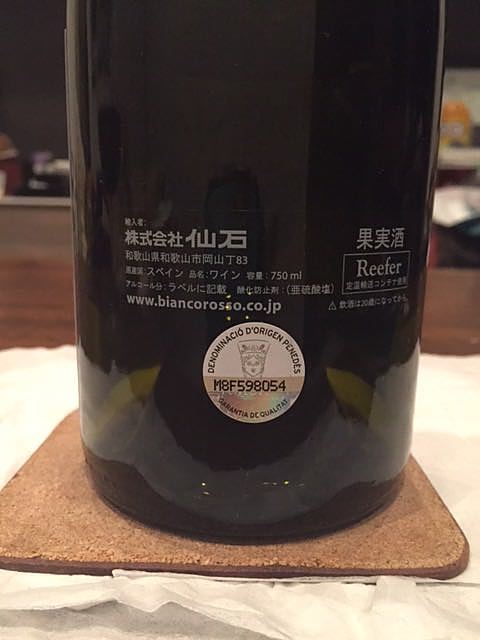 輸入者:
株式会社 仙石
和歌山県和歌山市岡山丁83
原産国:スペイン 品名:ワイン 容量:750ml
アルコール分:ラベルに記載 酸化防止剤:(亜硫酸塩)
www.biancorosso.co.jp
果実酒
Reefer
定温輸送コンテナ使用
⚠飲酒は20歳になってから。
DENOMINACIÓ D'ORIGEN PENEDÈS
M8F598054
GARANTIA DE QUALITAT